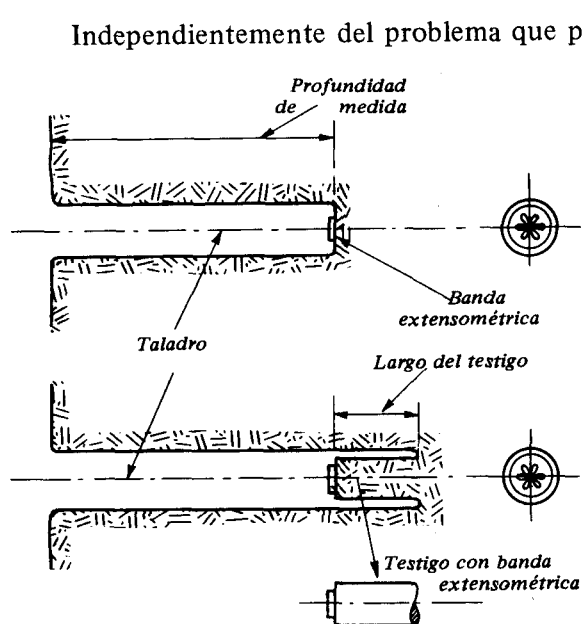 Independientemente del problema que p
Profundidad
de medida
Banda
extensométrica
Taladro
Largo del testigo
Testigo con banda
extensométrica